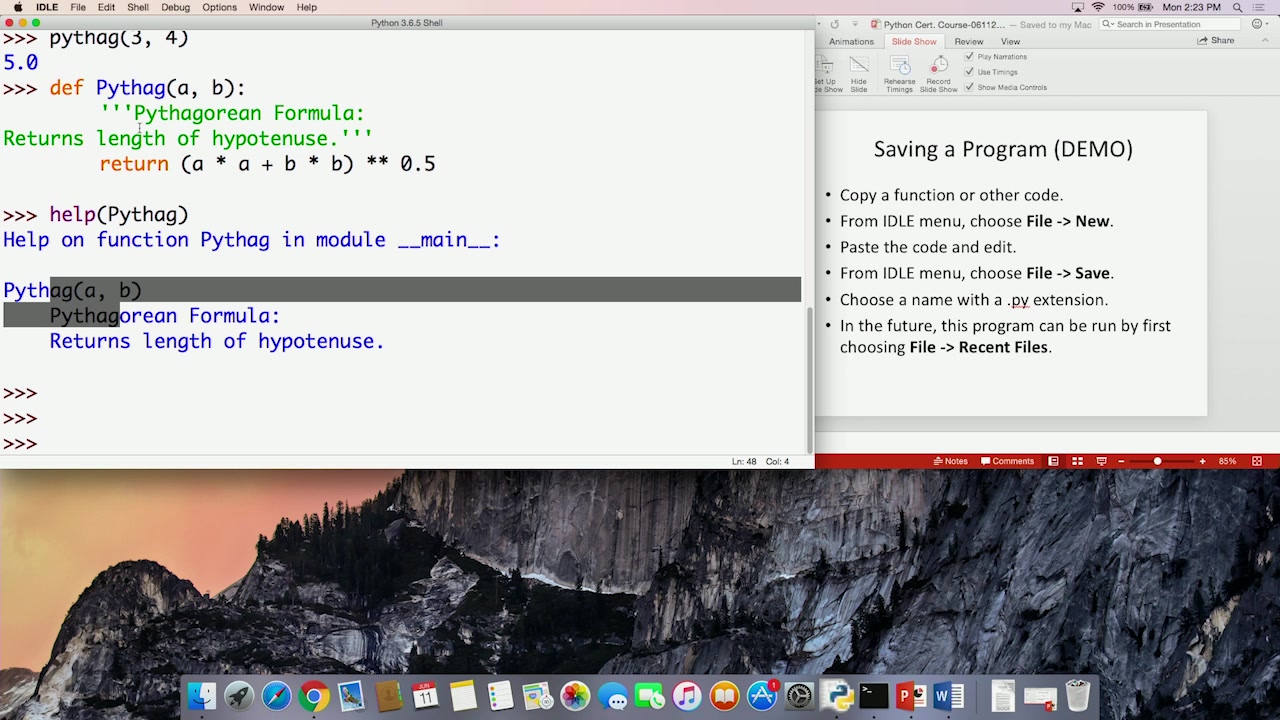 IDLE File Edit Shell Debug Options Window Help
100% Mon 2:23 PM
Python 3.6.5 Shell
>>> pythag(3, 4)
5.0
>>> def Pythag(a, b):
'''Pythagorean Formula:
Returns length of hypotenuse.'''
return (a * a + b * b) ** 0.5
>>> help(Pythag)
Help on function Pythag in module __main__:
Pythag(a, b)
Pythagorean Formula:
Returns length of hypotenuse.
>>>
>>>
>>>
Ln: 48 Col: 4
Python Cert. Course-06112... — Saved to my Mac
Search in Presentation
Animations Slide Show Review View
Share
Set Up Slide Show
Hide Slide
Rehearse Timings
Record Slide Show
Play Narrations
Use Timings
Show Media Controls
Saving a Program (DEMO)
• Copy a function or other code.
• From IDLE menu, choose File -> New.
• Paste the code and edit.
• From IDLE menu, choose File -> Save.
• Choose a name with a .py extension.
• In the future, this program can be run by first
choosing File -> Recent Files.
Notes Comments 85%
JUN
11
1